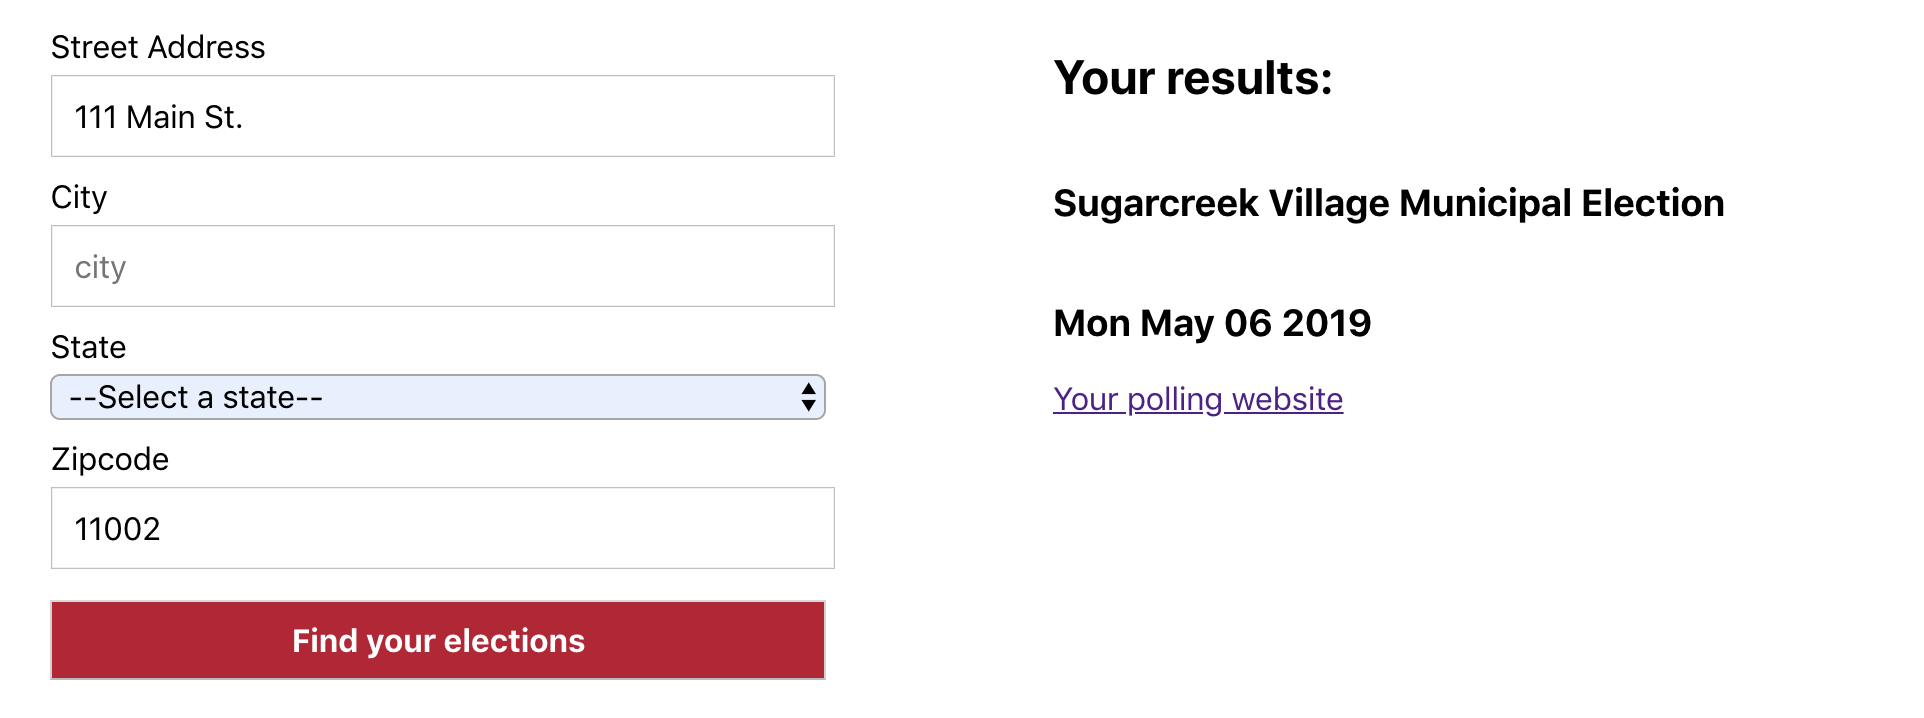 Street Address
111 Main St.
City
city
State
--Select a state--
Zipcode
11002
Find your elections
Your results:
Sugarcreek Village Municipal Election
Mon May 06 2019
Your polling website